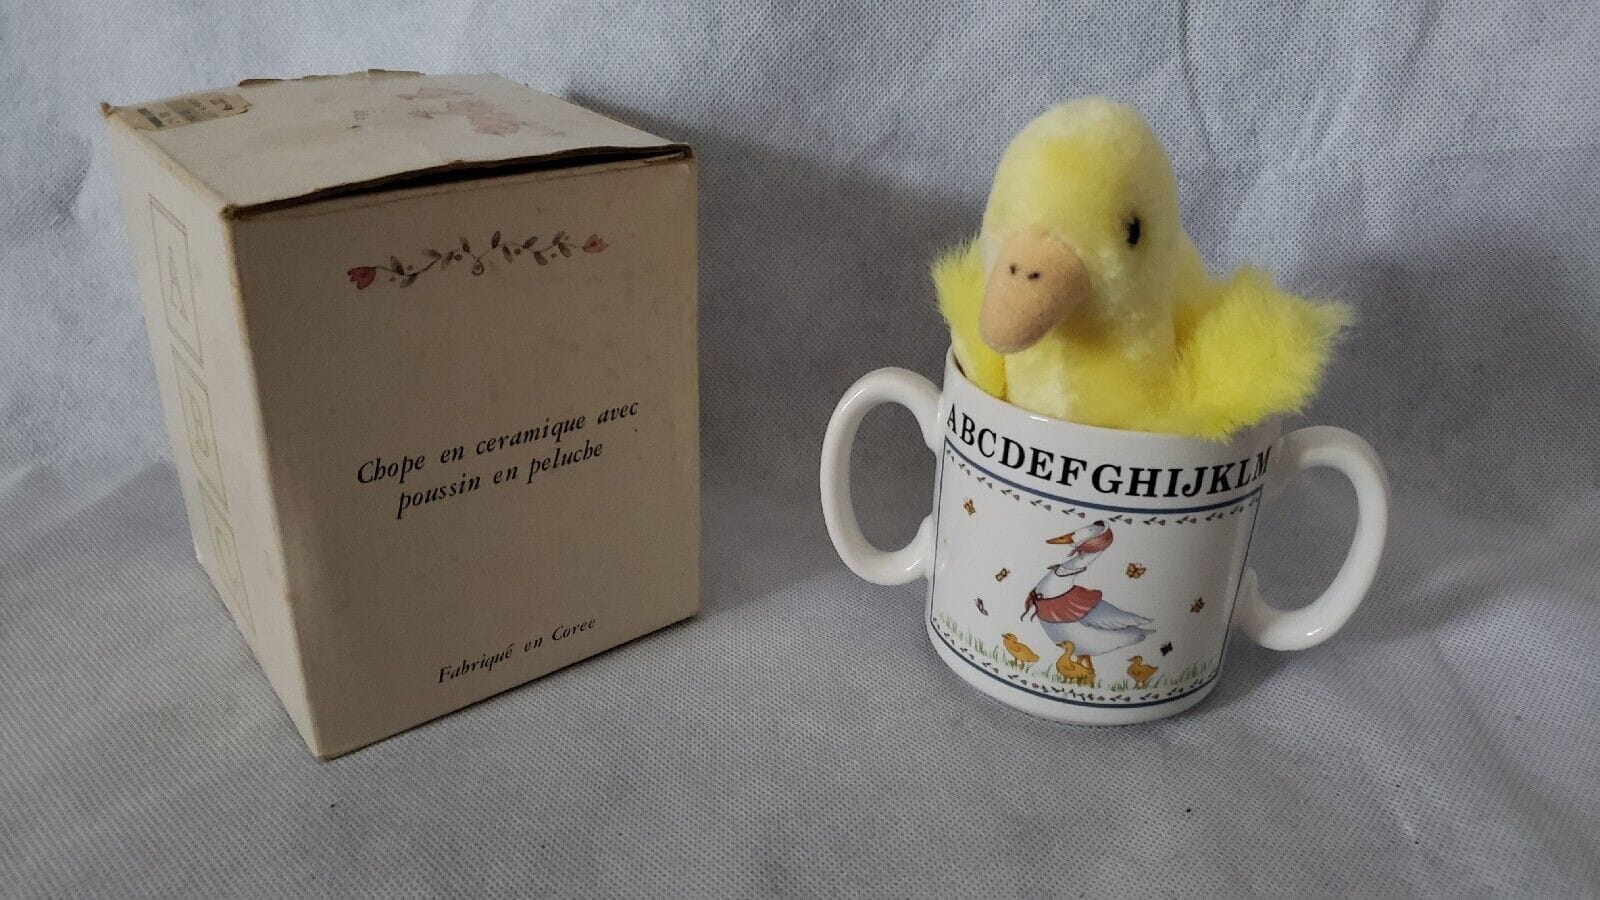 A
B
C
Chope en ceramique avec
poussin en peluche
Fabriqué en Coree
ABCDEFGHIJKLM